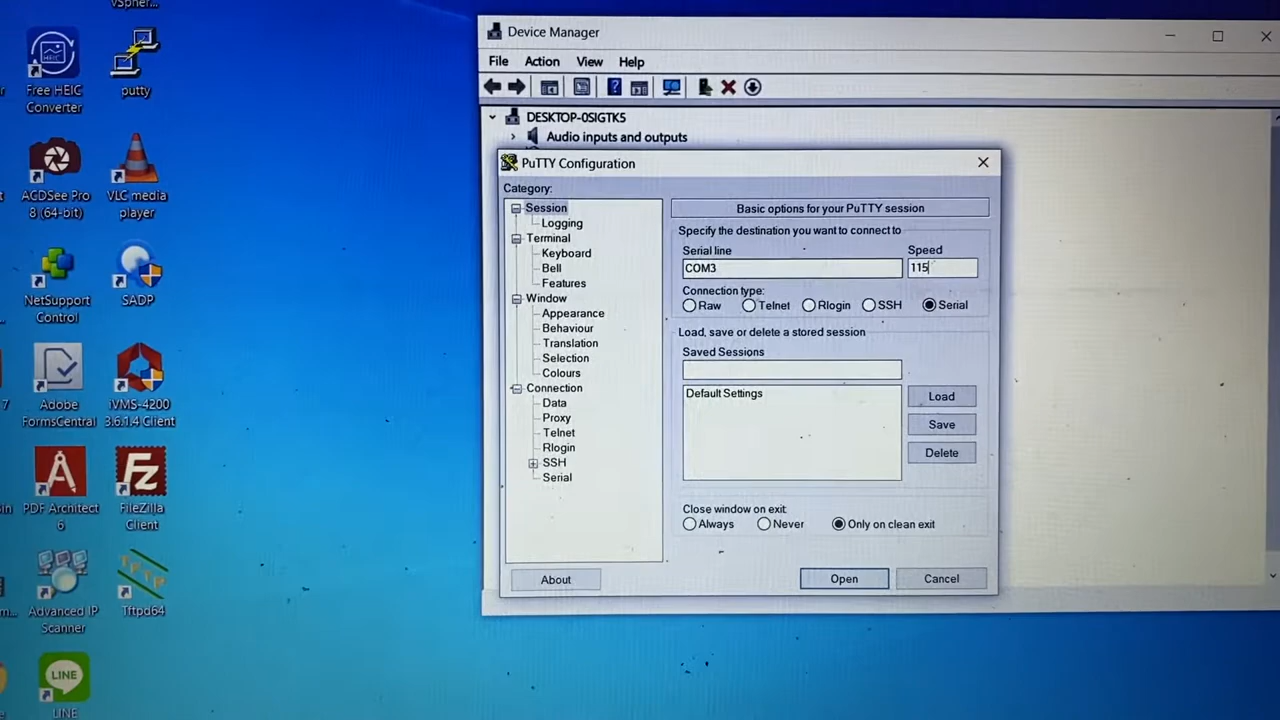 vSpher...
Free HEIC
Converter
putty
ACDSee Pro
8 (64-bit)
VLC media
player
NetSupport
Control
SADP
7
Adobe
FormsCentral
iVMS-4200
3.6.1.4 Client
PDF Architect
6
FileZilla
Client
Advanced IP
Scanner
Tftpd64
LINE
LINE
Device Manager
File Action View Help
DESKTOP-0SIGTK5
Audio inputs and outputs
PuTTY Configuration
Category:
Session
Logging
Terminal
Keyboard
Bell
Features
Window
Appearance
Behaviour
Translation
Selection
Colours
Connection
Data
Proxy
Telnet
Rlogin
SSH
Serial
Basic options for your PuTTY session
Specify the destination you want to connect to
Serial line Speed
COM3 115
Connection type:
Raw Telnet Rlogin SSH Serial
Load, save or delete a stored session
Saved Sessions
Default Settings
Load
Save
Delete
Close window on exit:
Always Never Only on clean exit
About Open Cancel